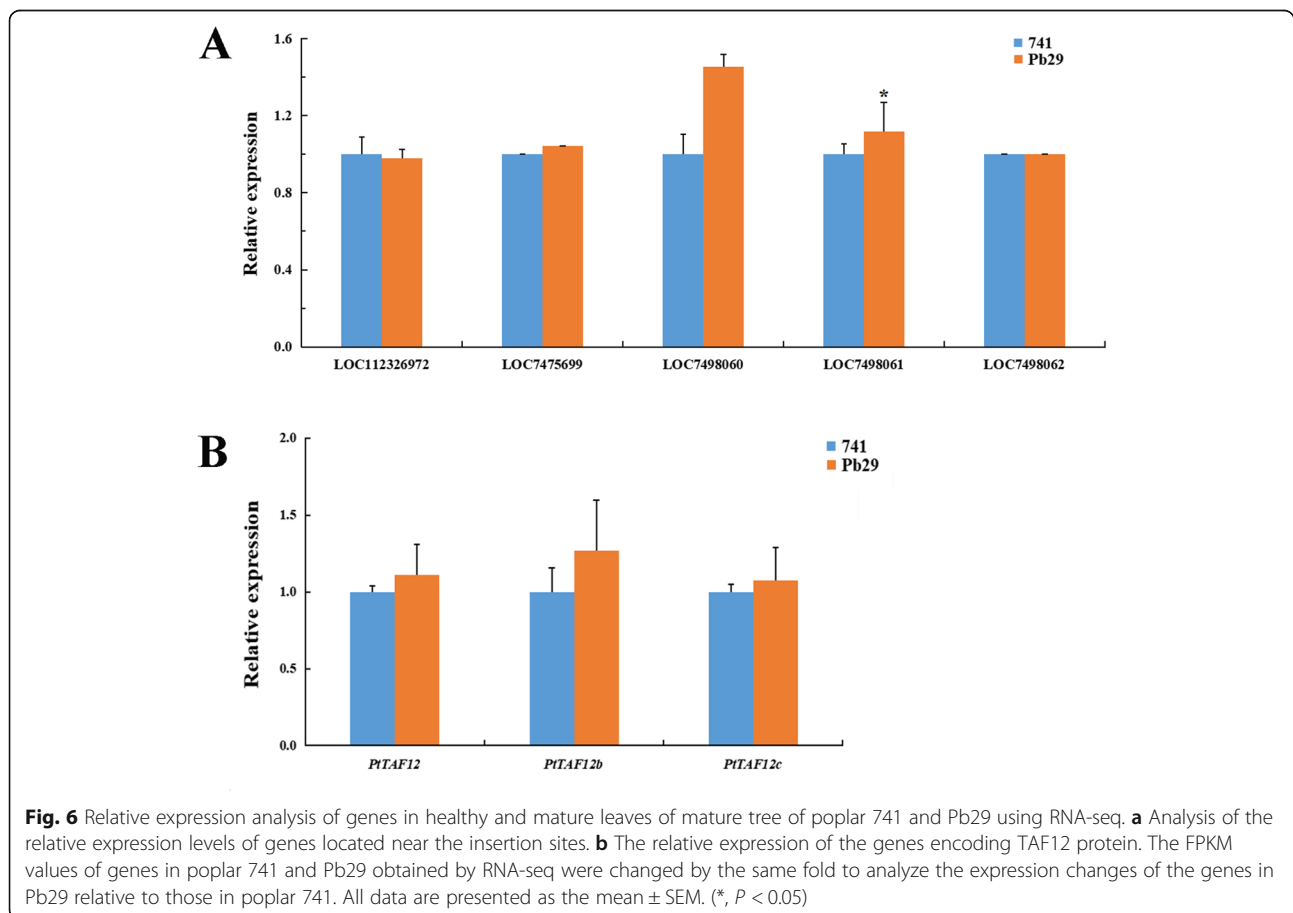 A
1.6
1.2
0.8
0.4
0.0
Relative expression
741
Pb29
*
LOC112326972 LOC7475699 LOC7498060 LOC7498061 LOC7498062
B
2.0
1.5
1.0
0.5
0.0
Relative expression
741
Pb29
PtTAF12 PtTAF12b PtTAF12c
Fig. 6 Relative expression analysis of genes in healthy and mature leaves of mature tree of poplar 741 and Pb29 using RNA-seq. a Analysis of the
relative expression levels of genes located near the insertion sites. b The relative expression of the genes encoding TAF12 protein. The FPKM
values of genes in poplar 741 and Pb29 obtained by RNA-seq were changed by the same fold to analyze the expression changes of the genes in
Pb29 relative to those in poplar 741. All data are presented as the mean ± SEM. (*, P < 0.05)